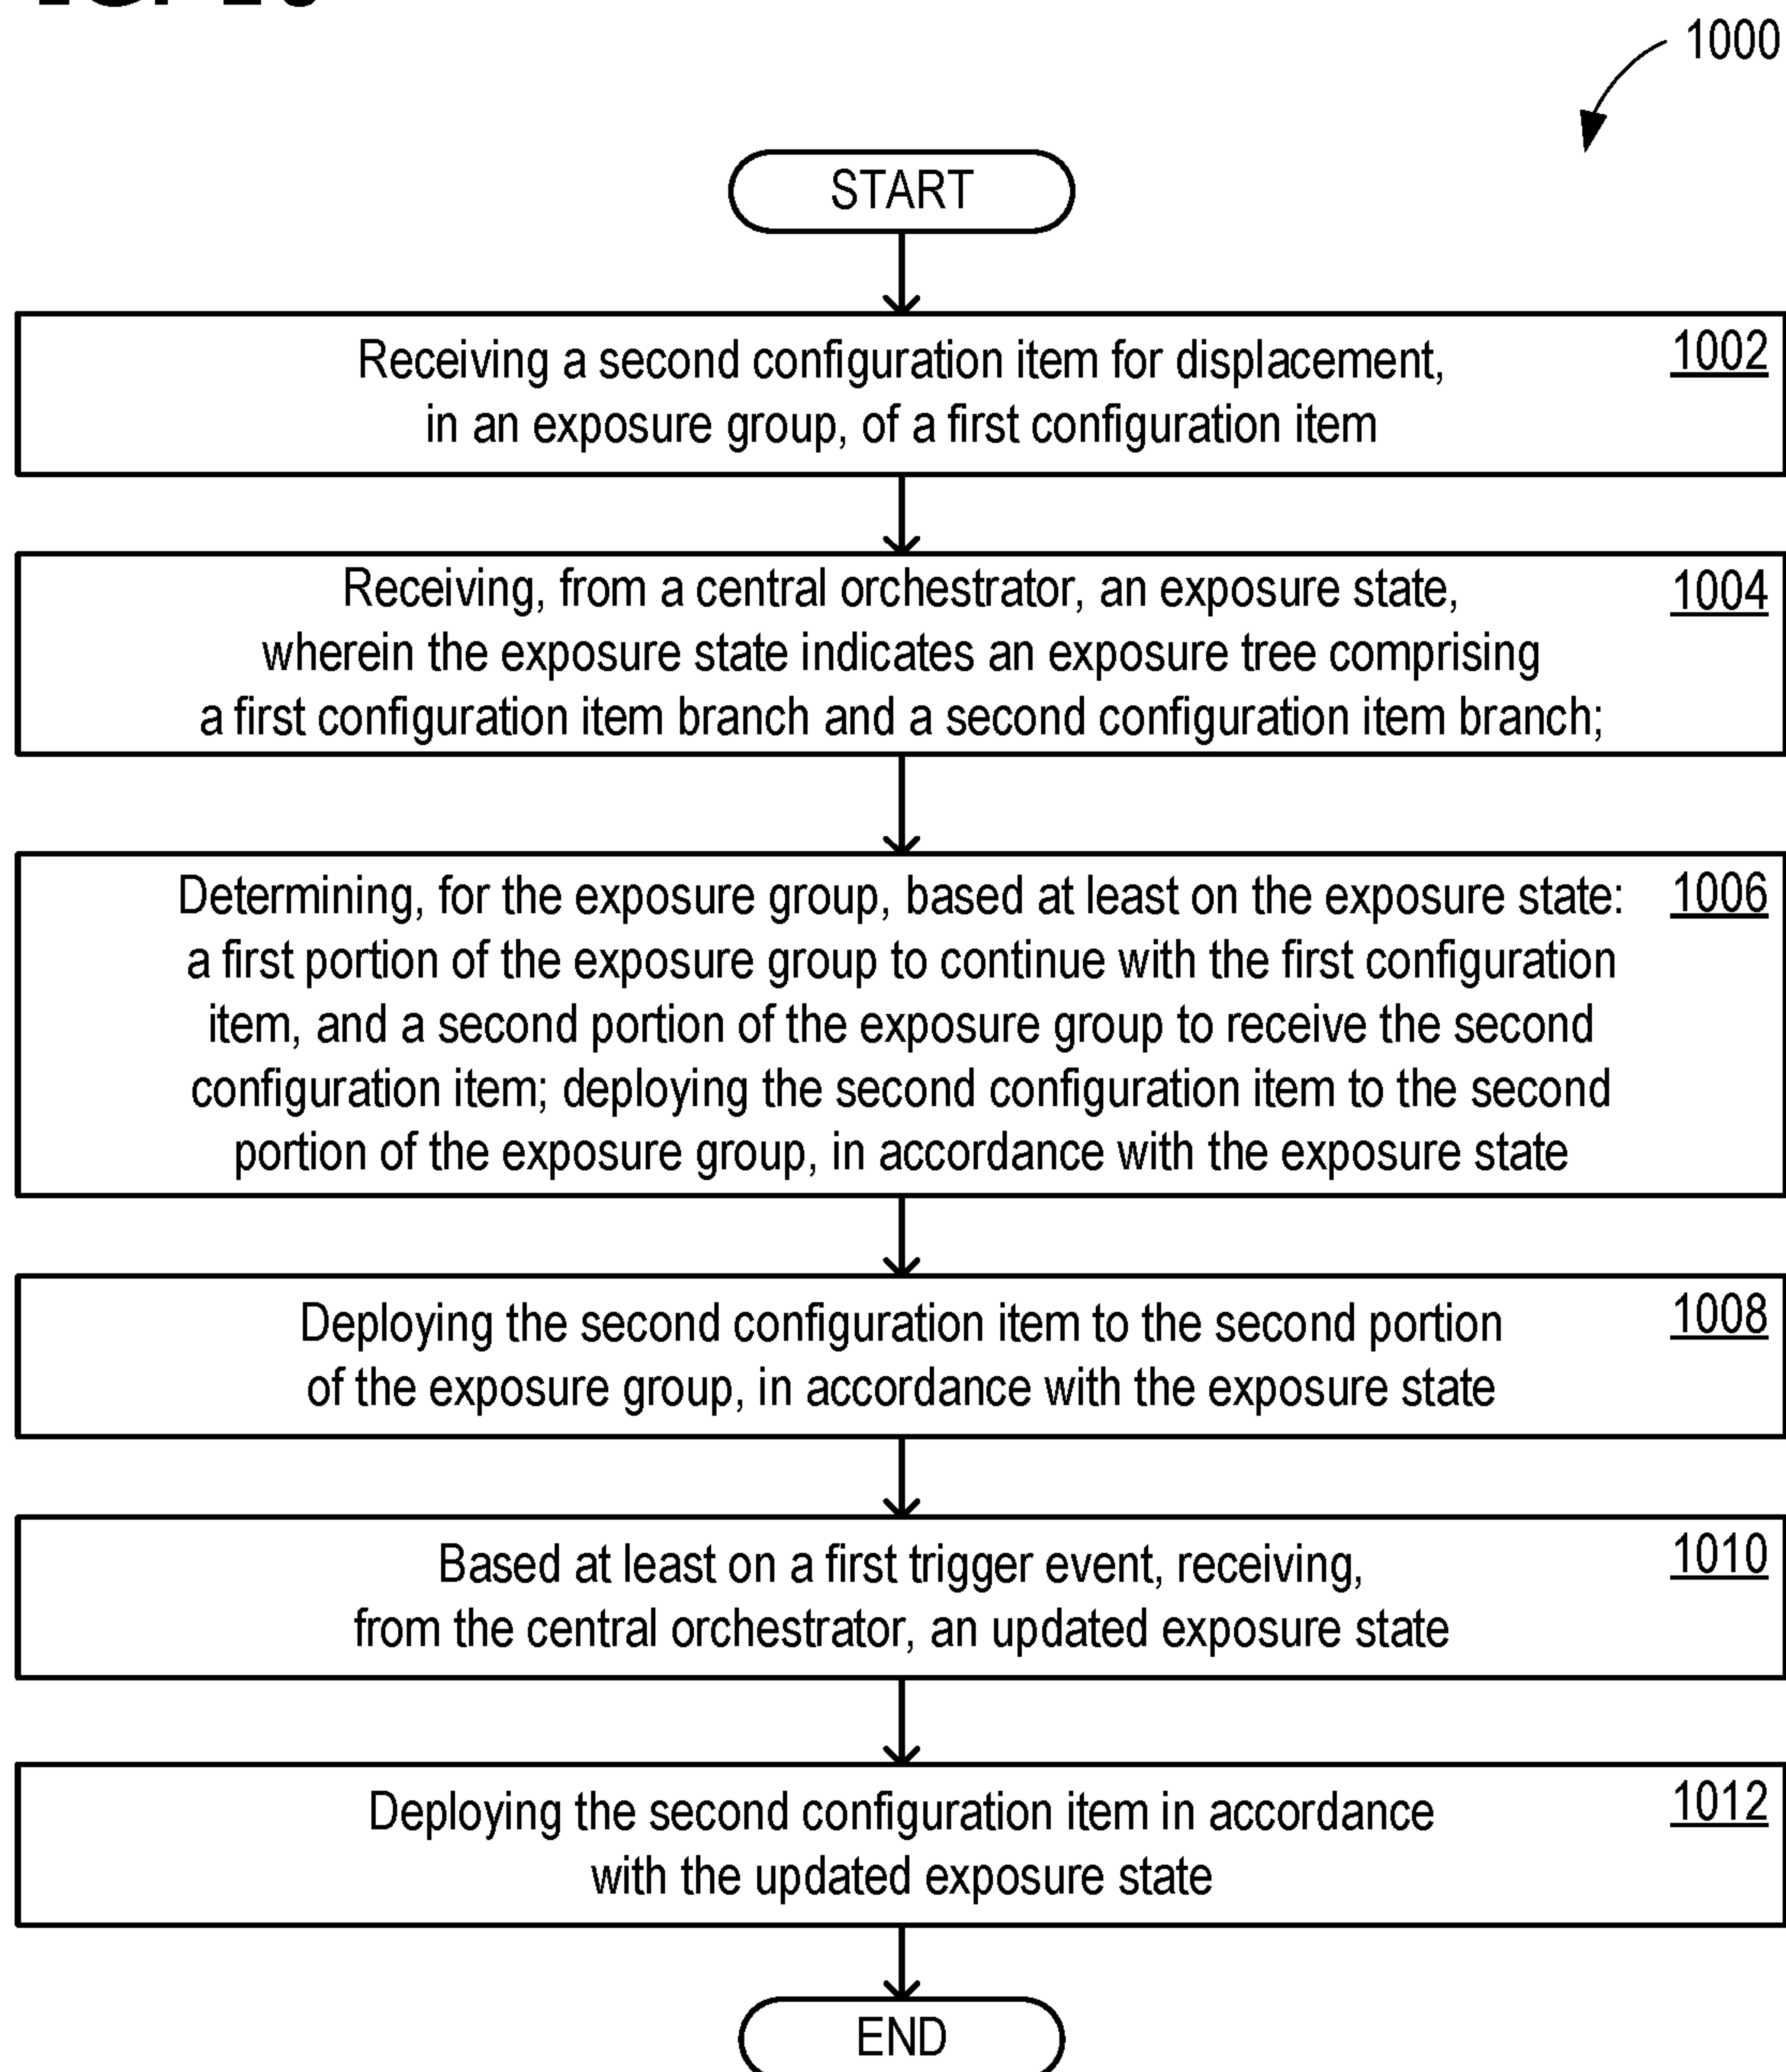 1000
START
Receiving a second configuration item for displacement,
1002
in an exposure group, of a first configuration item
Receiving, from a central orchestrator, an exposure state,
1004
wherein the exposure state indicates an exposure tree comprising
a first configuration item branch and a second configuration item branch;
Determining, for the exposure group, based at least on the exposure state:
1006
a first portion of the exposure group to continue with the first configuration
item, and a second portion of the exposure group to receive the second
configuration item; deploying the second configuration item to the second
portion of the exposure group, in accordance with the exposure state
Deploying the second configuration item to the second portion
1008
of the exposure group, in accordance with the exposure state
Based at least on a first trigger event, receiving,
1010
from the central orchestrator, an updated exposure state
Deploying the second configuration item in accordance
1012
with the updated exposure state
END